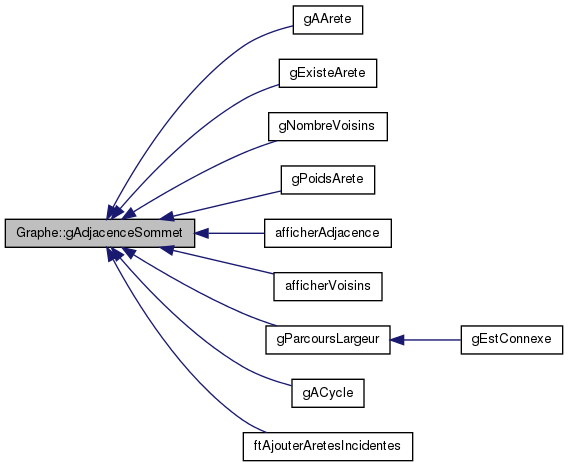 gAArete
gExisteArete
gNombreVoisins
gPoidsArete
Graphe::gAdjacenceSommet
afficherAdjacence
afficherVoisins
gParcoursLargeur
gEstConnexe
gACycle
ftAjouterAretesIncidentes